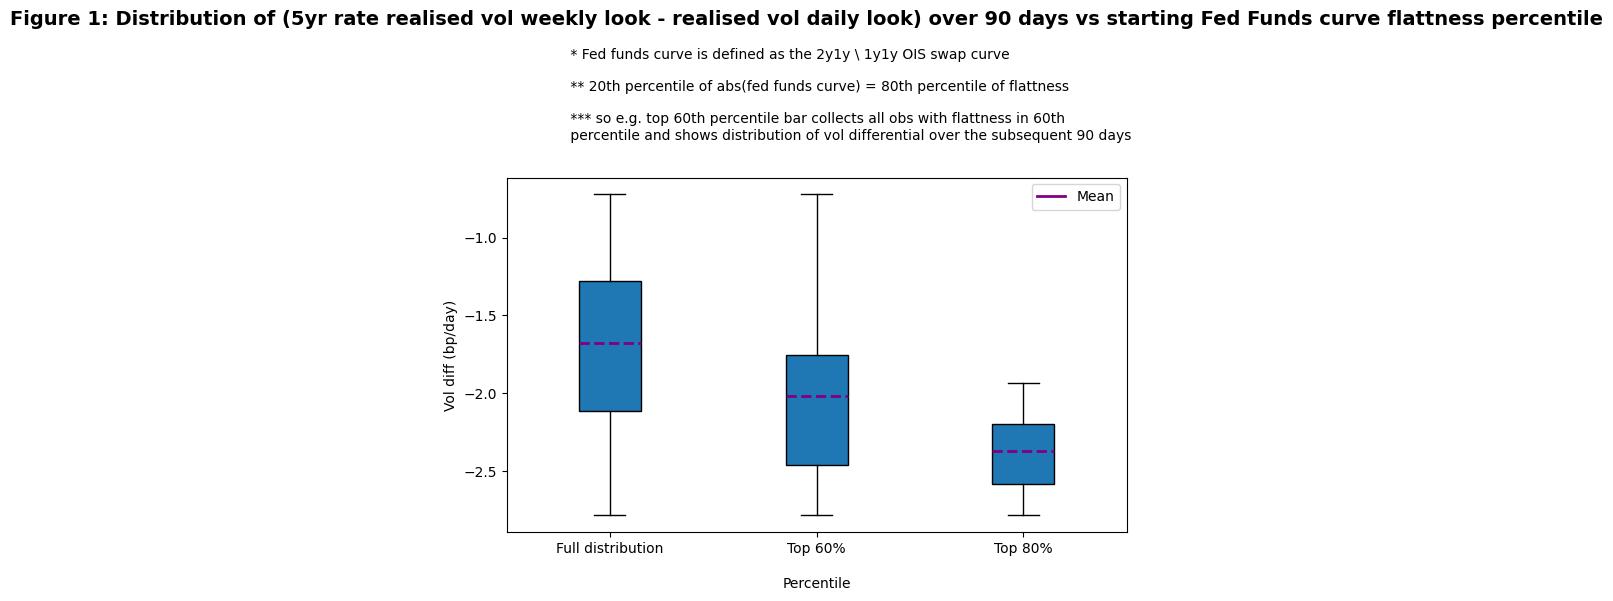 Figure 1: Distribution of (5yr rate realised vol weekly look - realised vol daily look) over 90 days vs starting Fed Funds curve flattness percentile
* Fed funds curve is defined as the 2y1y \ 1y1y OIS swap curve
** 20th percentile of abs(fed funds curve) = 80th percentile of flattness
*** so e.g. top 60th percentile bar collects all obs with flattness in 60th
percentile and shows distribution of vol differential over the subsequent 90 days
Mean
−1.0
−1.5
−2.0
−2.5
Vol diff (bp/day)
Full distribution
Top 60%
Top 80%
Percentile